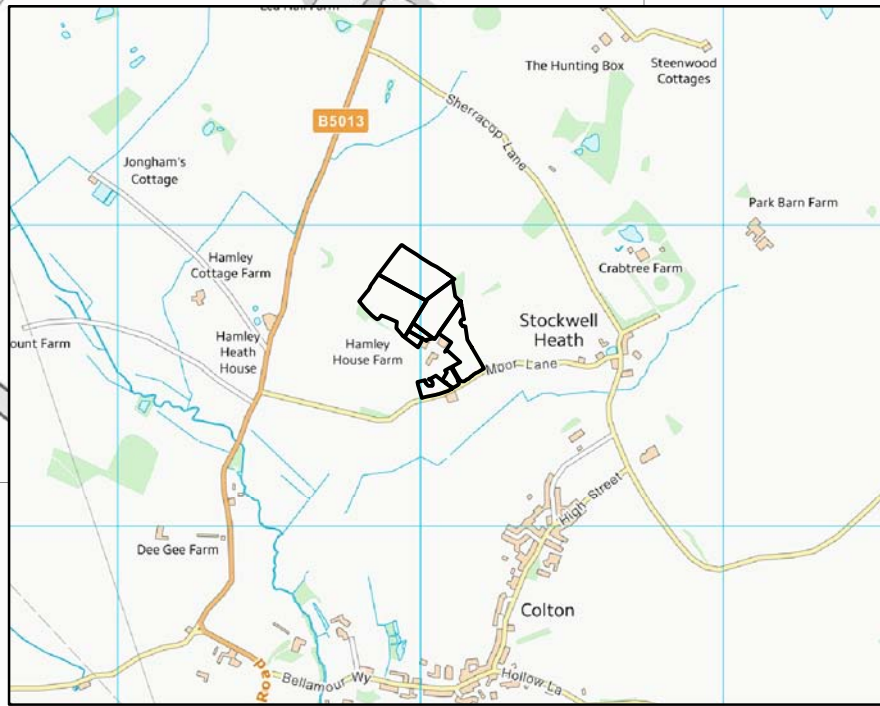 The Hunting Box
Steenwood
Cottages
B5013
Sherracop Lane
Jongham's
Cottage
Park Barn Farm
Hamley
Cottage Farm
Crabtree Farm
Stockwell
Heath
ount Farm
Hamley
Heath
House
Hamley
House Farm
Moor Lane
High Street
Dee Gee Farm
Colton
Bellamour Wy
Hollow La